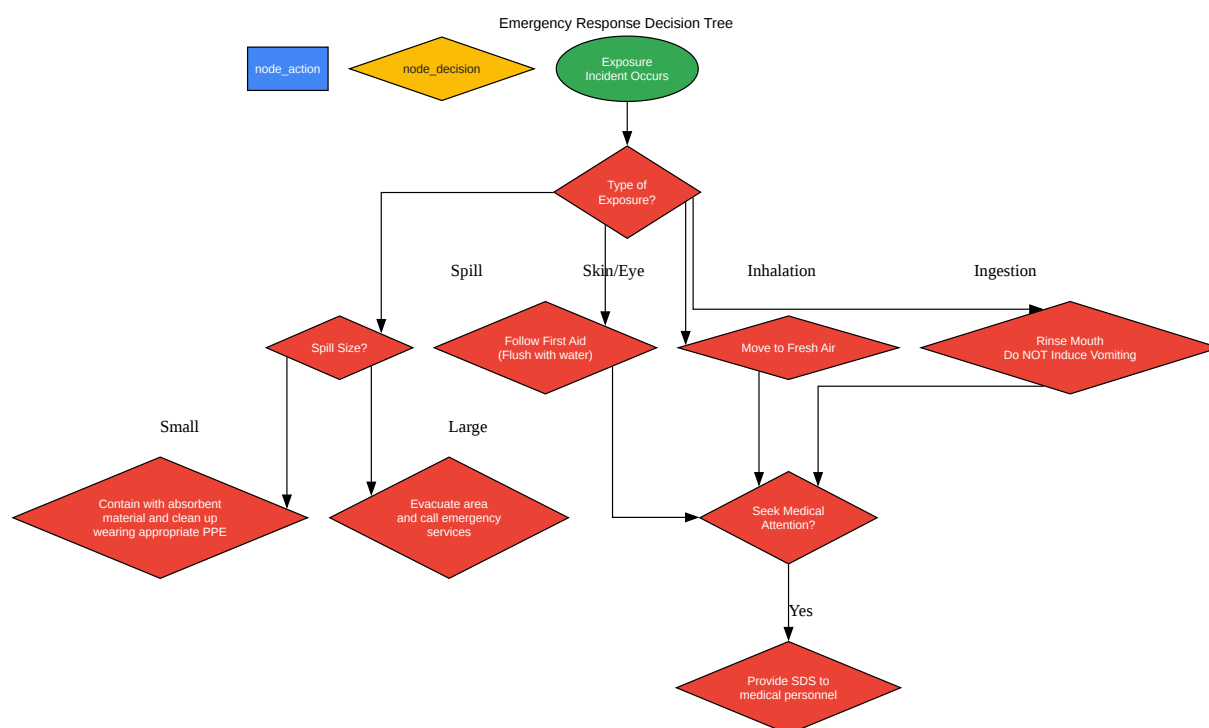 Emergency Response Decision Tree
node_action
node_decision
Exposure
Incident Occurs
Type of
Exposure?
Spill
Skin/Eye
Inhalation
Ingestion
Spill Size?
Follow First Aid
(Flush with water)
Move to Fresh Air
Rinse Mouth
Do NOT Induce Vomiting
Small
Large
Contain with absorbent
material and clean up
wearing appropriate PPE
Evacuate area
and call emergency
services
Seek Medical
Attention?
Yes
Provide SDS to
medical personnel